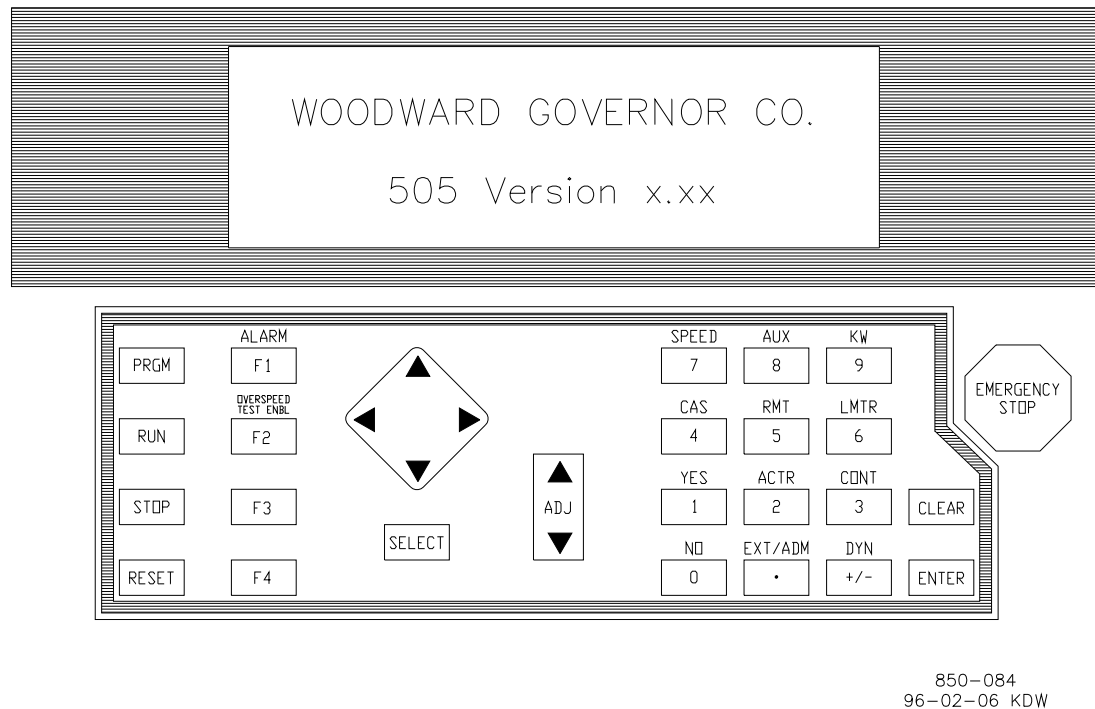 WOODWARD GOVERNOR CO.
505 Version x.xx
ALARM
SPEED AUX KW
PRGM F1 7 8 9
OVERSPEED
TEST ENBL
CAS RMT LMTR
RUN F2 4 5 6
EMERGENCY
STOP
YES ACTR CONT
STOP F3 ADJ 1 2 3 CLEAR
SELECT
NO EXT/ADM DYN
RESET F4 0 . +/- ENTER
850-084
96-02-06 KDW